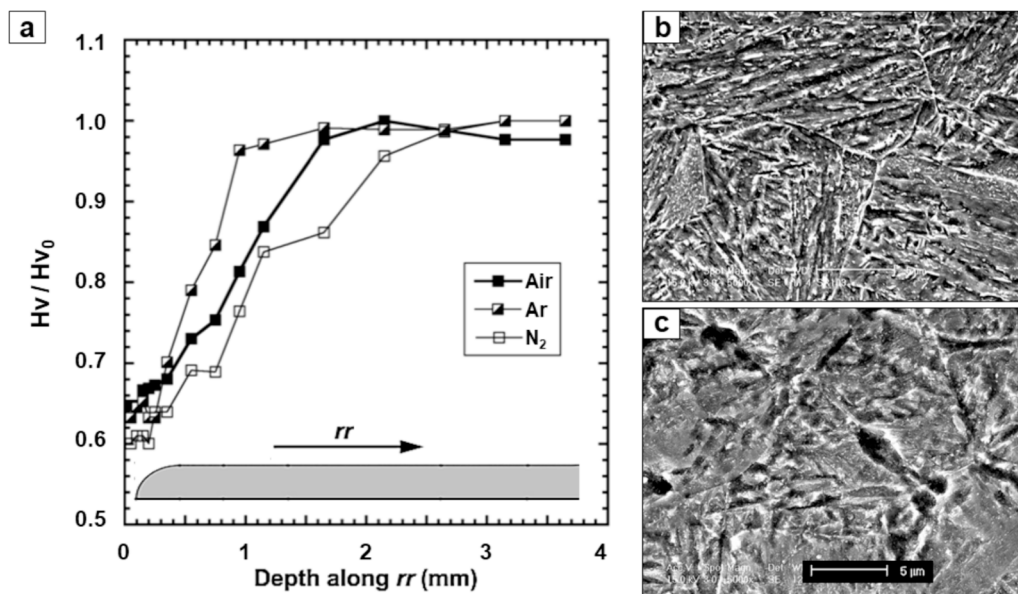 a
1.1
1.0
0.9
0.8
0.7
0.6
0.5
Hv / Hv₀
Air
Ar
N₂
rr
0 1 2 3 4
Depth along rr (mm)
b
c
5 µm